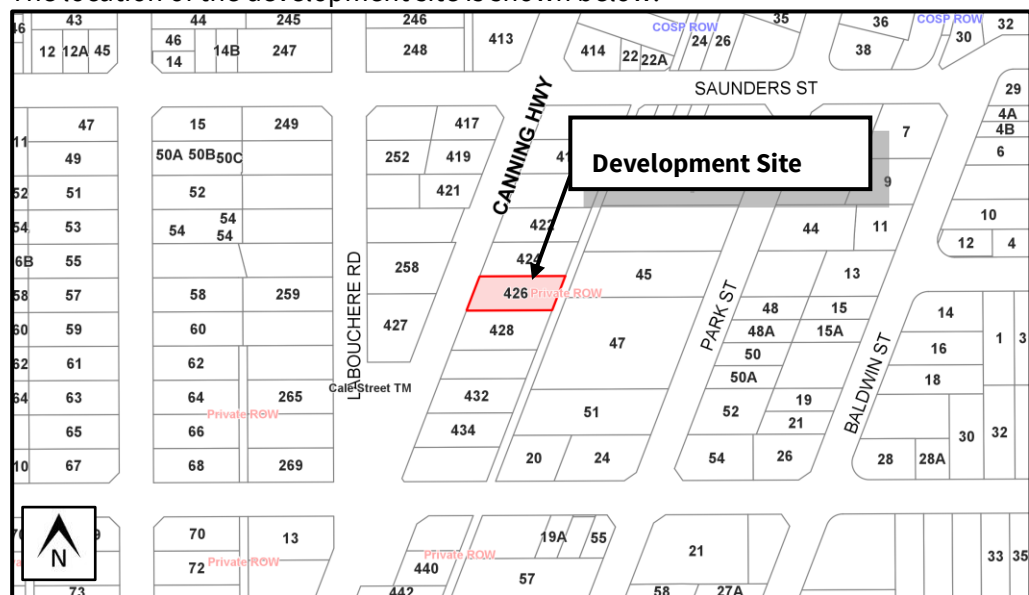 The location of the development site is shown below:
43 44 245 246 413 COSP ROW 35 36 COSP ROW 32
46 12 12A 45 46 14 14B 247 248 414 22 22A 24 26 38 30
SAUNDERS ST
29
47 15 249 417 CANNING HWY 7 4A
4B
11 49 50A 50B 50C 252 419 41 Development Site 6
52 51 52 421 9
54 53 54 54 54 422 44 11 10
12 4
6B 55 258 424 45 13
58 57 58 259 LABOUCHERE RD 426 Private ROW PARK ST 48 15 14
60 59 60 427 428 47 48A 15A 1 3
62 61 62 50 BALDWIN ST 16
50A 18
64 63 64 265 Cale Street TM 432 19
Private ROW 51 52 21
65 66 434 30 32
10 67 68 269 20 24 54 26 28 28A
N 70 13 Private ROW 19A 55 21
72 Private ROW 440 57 33 35
73 442 58 27A